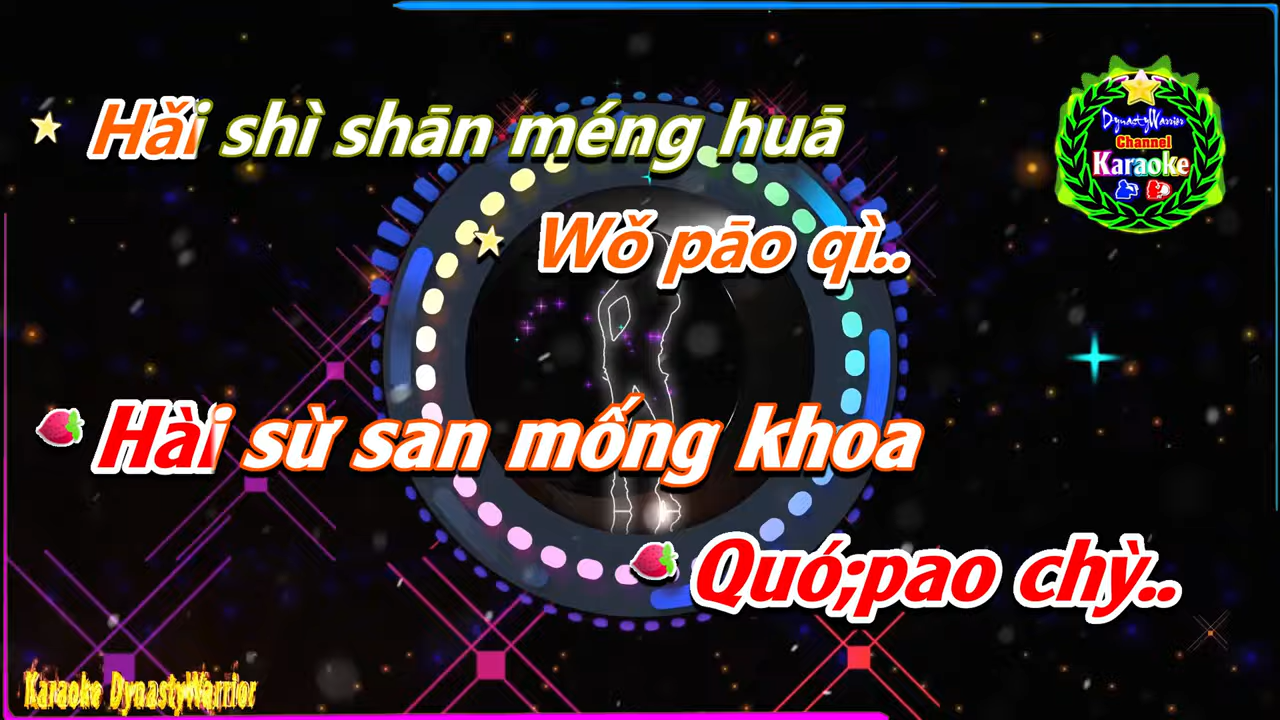 Hǎi shì shān méng huā
Wǒ pāo qì..
Hài sừ san mống khoa
Quó;pao chỳ..
DynastyWarrior
Channel
Karaoke
Karaoke DynastyWarrior